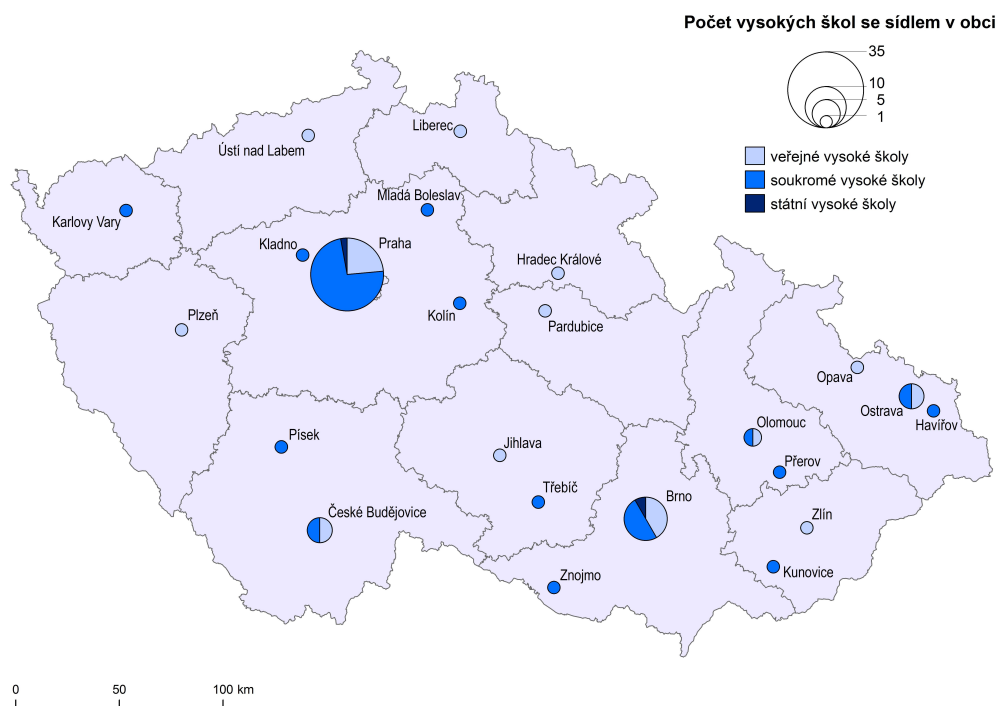 Počet vysokých škol se sídlem v obci
35
10
5
1
veřejné vysoké školy
soukromé vysoké školy
státní vysoké školy
Liberec
Ústí nad Labem
Mladá Boleslav
Karlovy Vary
Kladno
Praha
Hradec Králové
Kolín
Plzeň
Pardubice
Opava
Ostrava
Havířov
Olomouc
Písek
Jihlava
Přerov
Třebíč
Brno
České Budějovice
Zlín
Znojmo
Kunovice
0 50 100 km